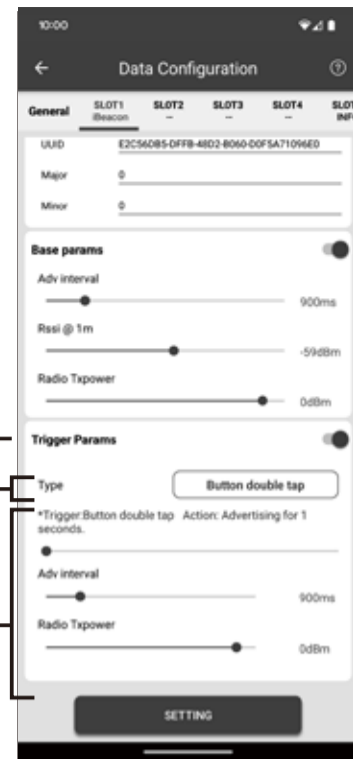 10:00
Data Configuration
General SLOT1 SLOT2 SLOT3 SLOT4 SLO
iBeacon -- -- -- INF
UUID E2C56DB5-DFFB-48D2-B060-D0F5A71096E0
Major 0
Minor 0
Base params
Adv interval
900ms
Rssi @ 1m
-59dBm
Radio Txpower
0dBm
Trigger Params
Type Button double tap
*Trigger:Button double tap Action: Advertising for 1
seconds.
Adv interval
900ms
Radio Txpower
0dBm
SETTING